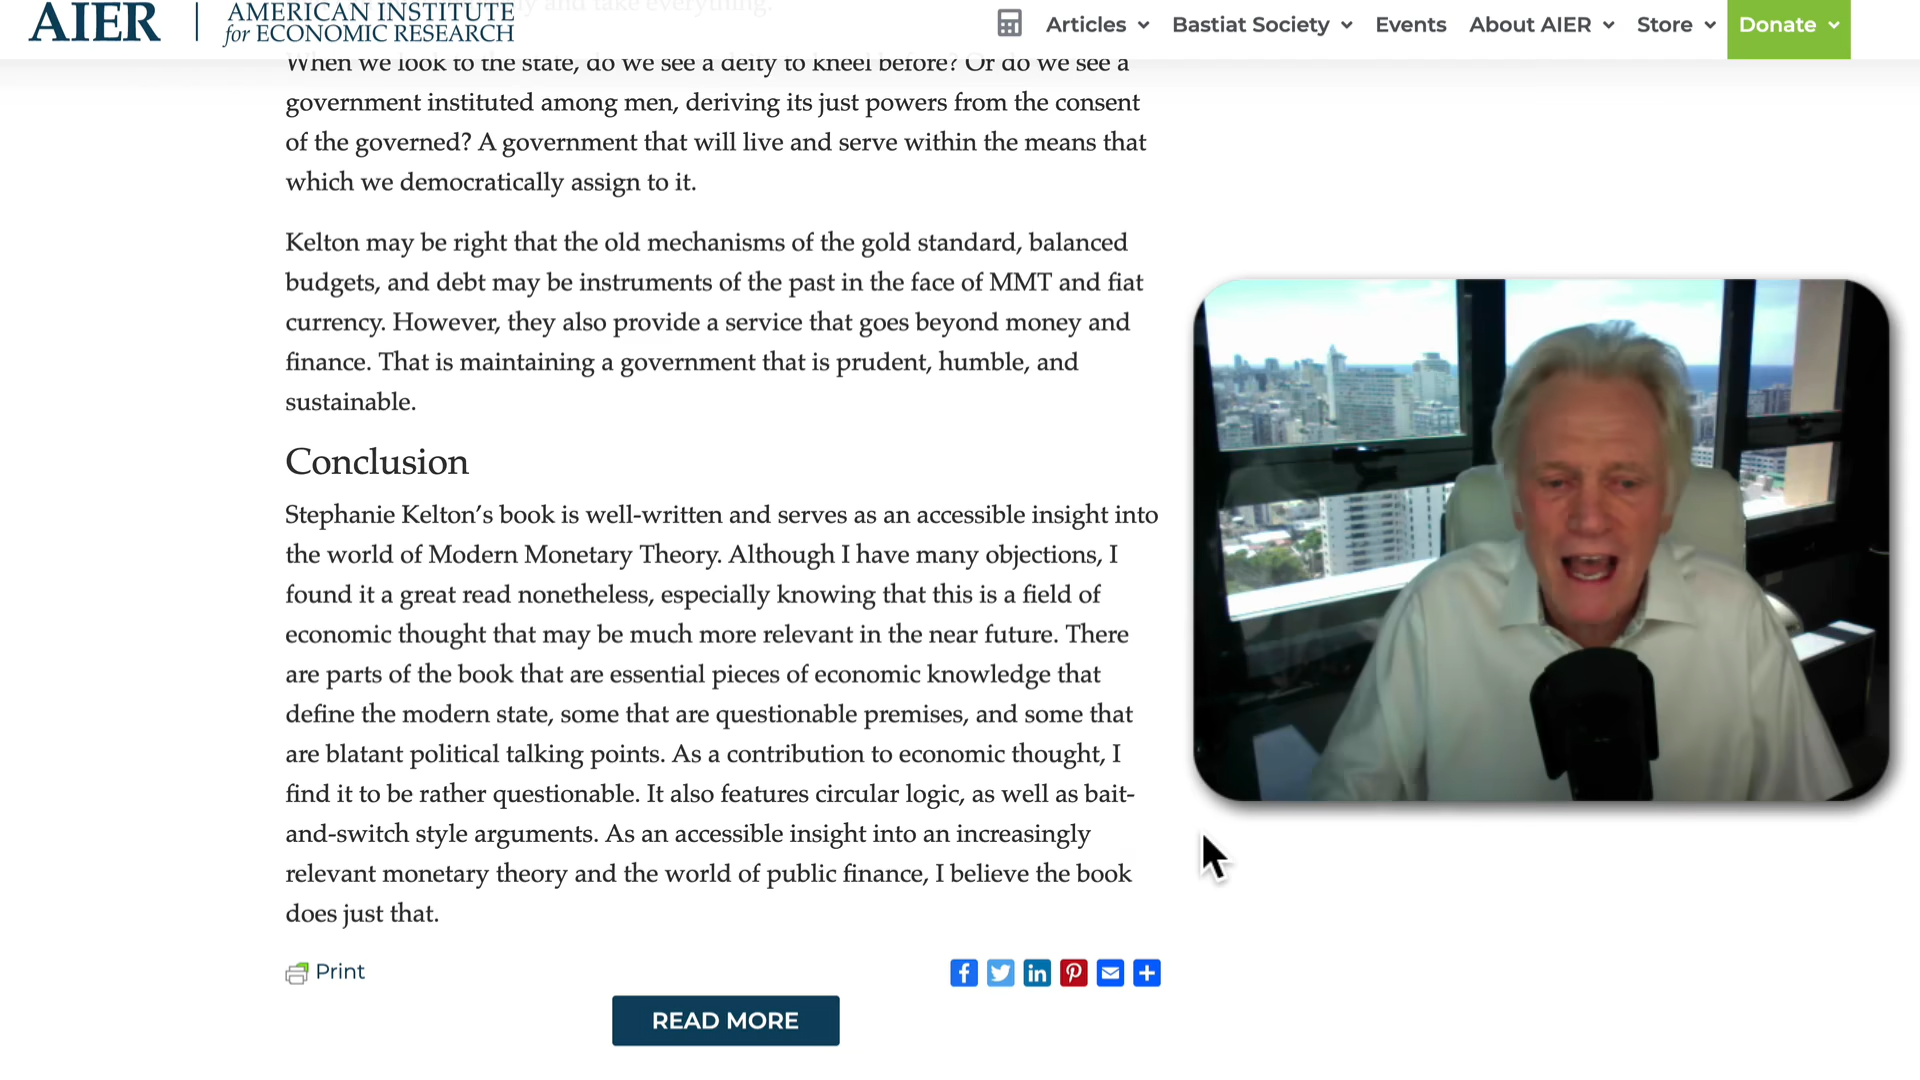 AIER
AMERICAN INSTITUTE
for ECONOMIC RESEARCH
Articles
Bastiat Society
Events
About AIER
Store
Donate
and take everything.
When we look to the state, do we see a deity to kneel before? Or do we see a
government instituted among men, deriving its just powers from the consent
of the governed? A government that will live and serve within the means that
which we democratically assign to it.
Kelton may be right that the old mechanisms of the gold standard, balanced
budgets, and debt may be instruments of the past in the face of MMT and fiat
currency. However, they also provide a service that goes beyond money and
finance. That is maintaining a government that is prudent, humble, and
sustainable.
Conclusion
Stephanie Kelton’s book is well-written and serves as an accessible insight into
the world of Modern Monetary Theory. Although I have many objections, I
found it a great read nonetheless, especially knowing that this is a field of
economic thought that may be much more relevant in the near future. There
are parts of the book that are essential pieces of economic knowledge that
define the modern state, some that are questionable premises, and some that
are blatant political talking points. As a contribution to economic thought, I
find it to be rather questionable. It also features circular logic, as well as bait-
and-switch style arguments. As an accessible insight into an increasingly
relevant monetary theory and the world of public finance, I believe the book
does just that.
Print
READ MORE